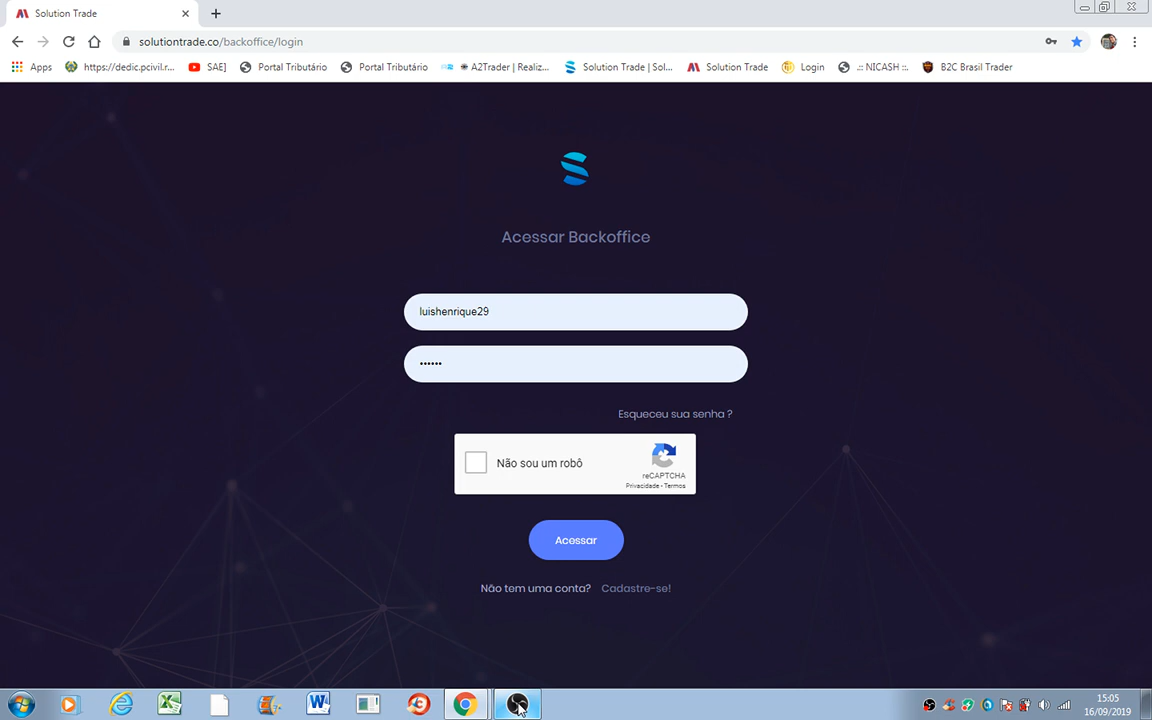 Solution Trade
solutiontrade.co/backoffice/login
Apps https://dedic.pcivil.r... SAEJ Portal Tributário Portal Tributário A2Trader | Realiz... Solution Trade | Sol... Solution Trade Login .:: NICASH ::. B2C Brasil Trader
Acessar Backoffice
luishenrique29
••••••
Esqueceu sua senha ?
Não sou um robô
reCAPTCHA
Privacidade - Termos
Acessar
Não tem uma conta? Cadastre-se!
15:05
16/09/2019